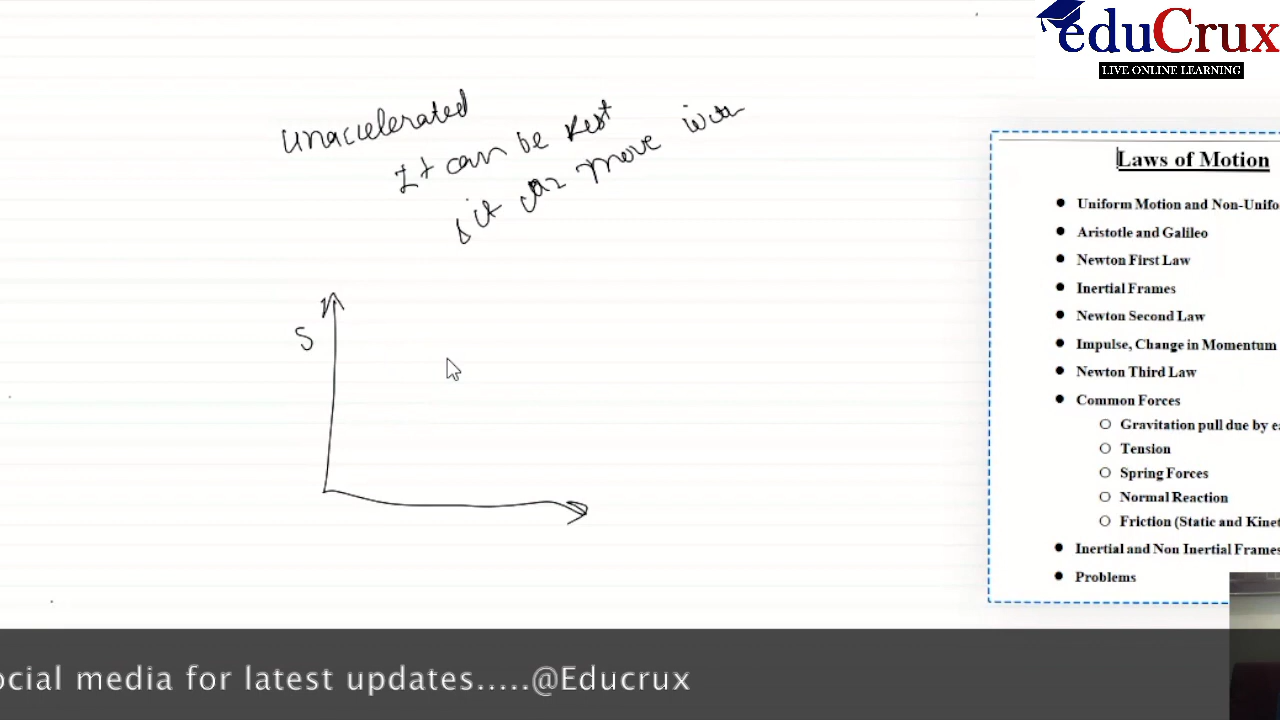 eduCrux
LIVE ONLINE LEARNING
unaccelerated
It can be rest
it can move with
S
Laws of Motion
● Uniform Motion and Non-Unifo
● Aristotle and Galileo
● Newton First Law
● Inertial Frames
● Newton Second Law
● Impulse, Change in Momentum
● Newton Third Law
● Common Forces
○ Gravitation pull due by e
○ Tension
○ Spring Forces
○ Normal Reaction
○ Friction (Static and Kinet
● Inertial and Non Inertial Frames
● Problems
ocial media for latest updates.....@Educrux